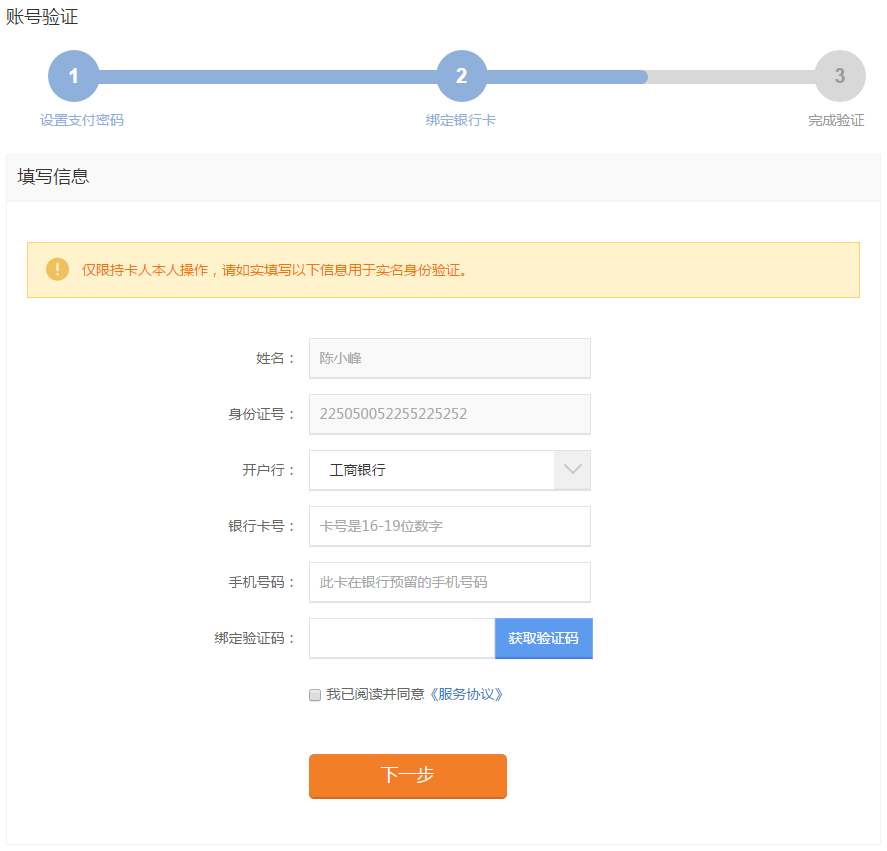 账号验证
1 2 3
设置支付密码 绑定银行卡 完成验证
填写信息
! 仅限持卡人本人操作，请如实填写以下信息用于实名身份验证。
姓名： 陈小峰
身份证号： 225050052255225252
开户行： 工商银行
银行卡号： 卡号是16-19位数字
手机号码： 此卡在银行预留的手机号码
绑定验证码： 获取验证码
我已阅读并同意《服务协议》
下一步